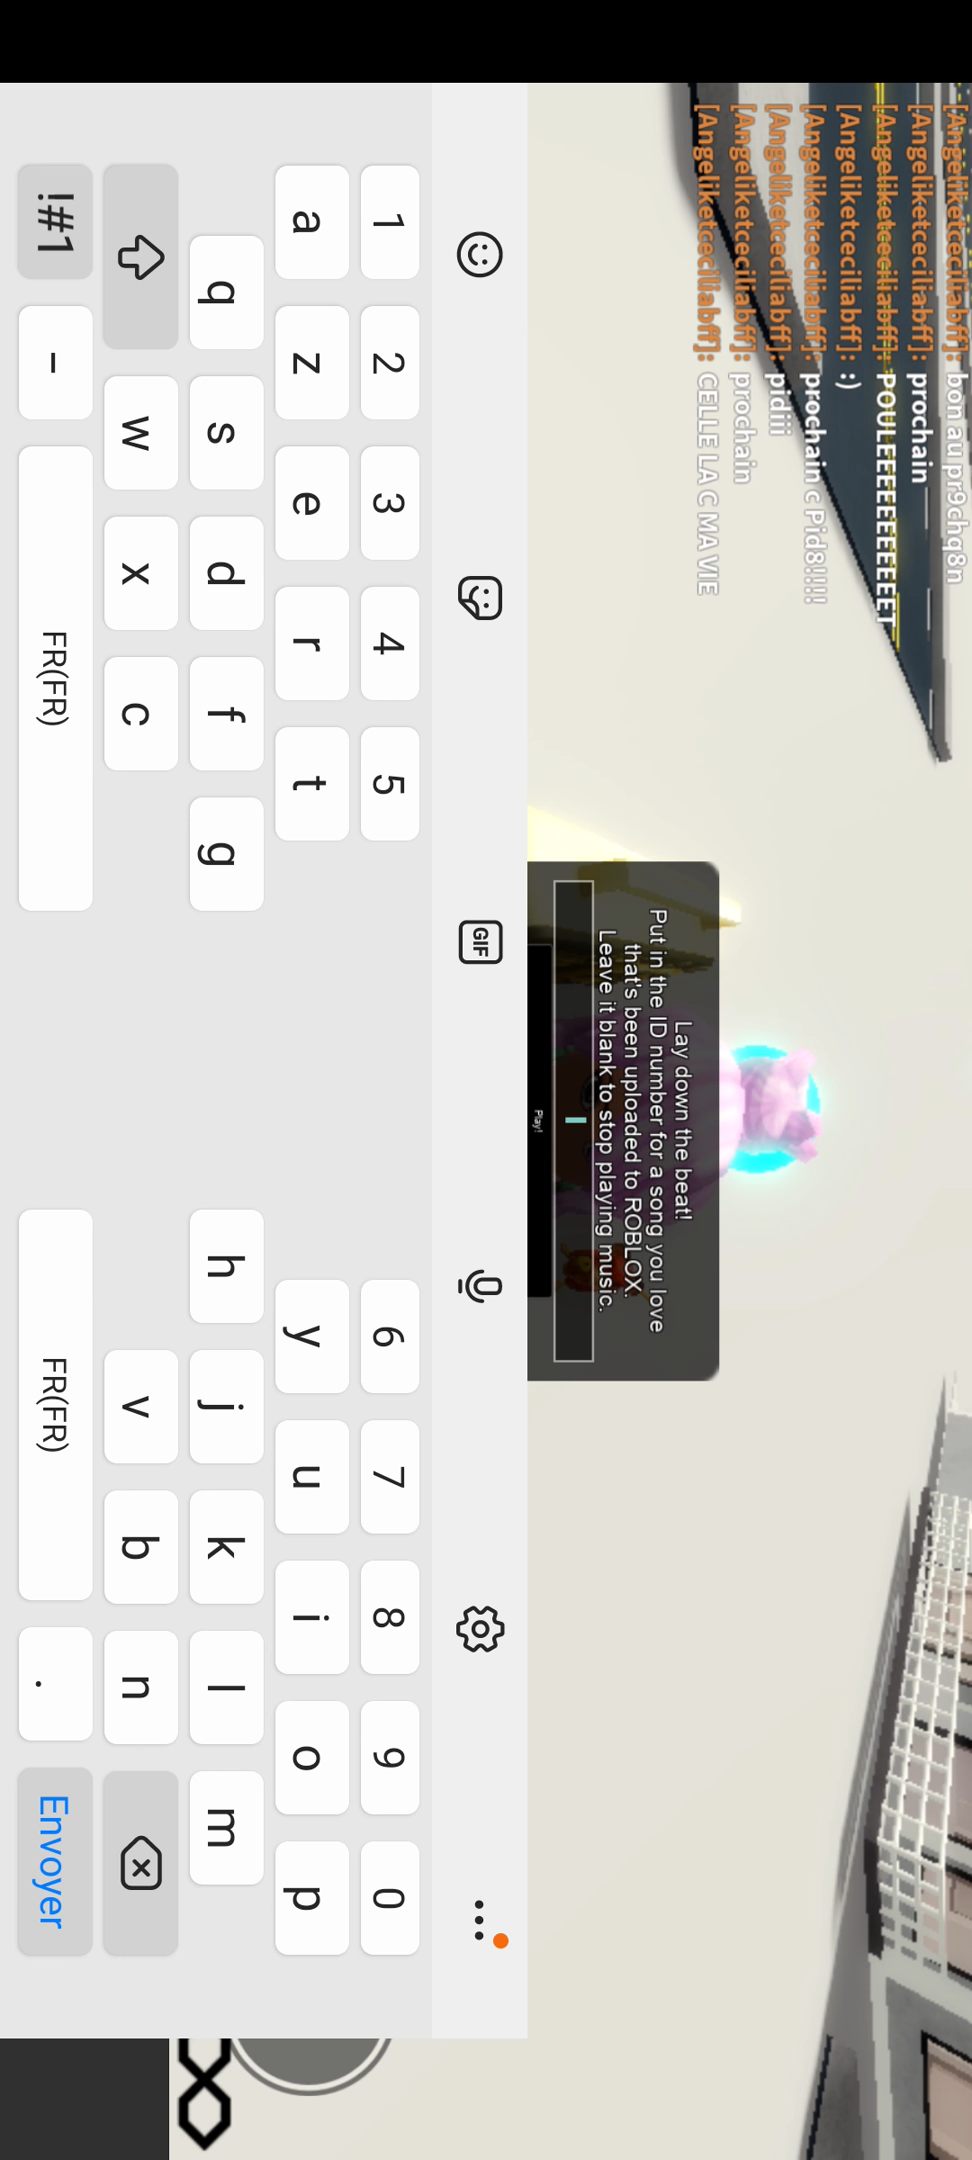 [Angeliketceciliabff]: bon au pr9chq8n
[Angeliketceciliabff]: prochain
[Angeliketceciliabff]: POULEEEEEEEEEET
[Angeliketceciliabff]: :)
[Angeliketceciliabff]: prochain c Pid8!!!!
[Angeliketceciliabff]: pidiii
[Angeliketceciliabff]: prochain
[Angeliketceciliabff]: CELLE LA C MA VIE
Lay down the beat!
Put in the ID number for a song you love
that's been uploaded to ROBLOX.
Leave it blank to stop playing music.
Play!
GIF
1 2 3 4 5 6 7 8 9 0
a z e r t y u i o p
q s d f g h j k l m
w x c v b n
!#1 - FR(FR) FR(FR) . Envoyer